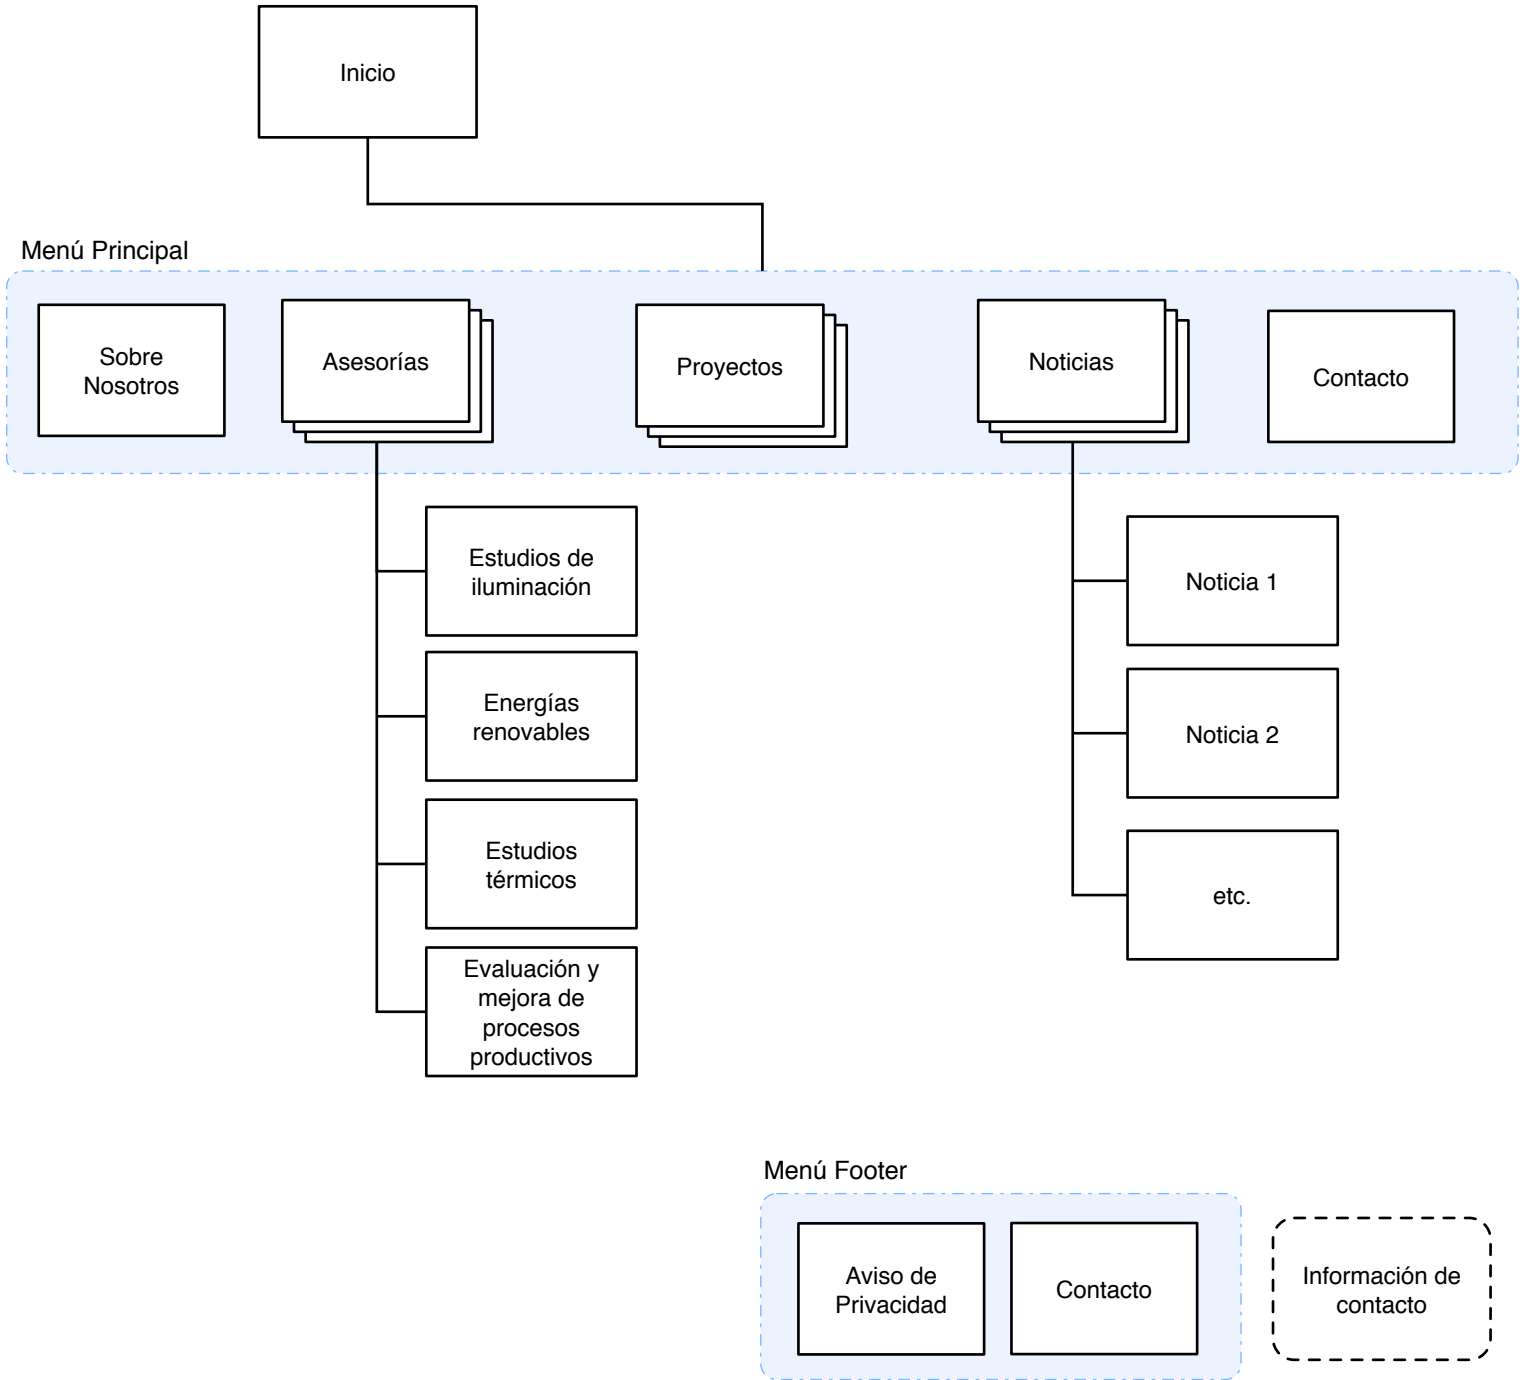 Inicio
Menú Principal
Sobre
Nosotros
Asesorías
Proyectos
Noticias
Contacto
Estudios de
iluminación
Energías
renovables
Estudios
térmicos
Evaluación y
mejora de
procesos
productivos
Noticia 1
Noticia 2
etc.
Menú Footer
Aviso de
Privacidad
Contacto
Información de
contacto